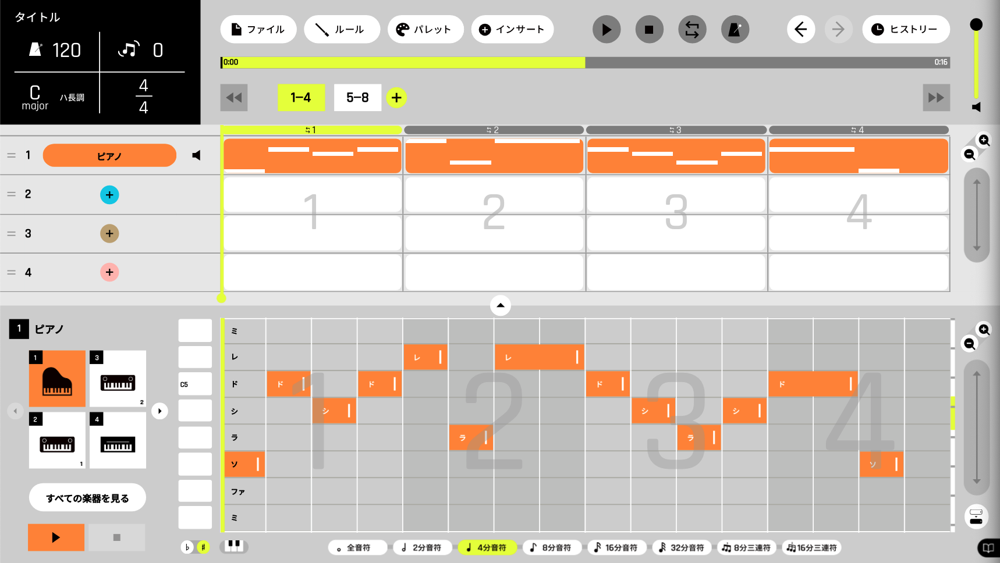 タイトル
120
0
C
major
ハ長調
4
4
ファイル
ルール
パレット
インサート
ヒストリー
0:00
0:16
1−4
5−8
1
2
3
4
1
ピアノ
2
3
4
1
2
3
4
1
ピアノ
1
3
2
2
4
1
すべての楽器を見る
C5
ミ
レ
レ
レ
ド
ド
ド
ド
ド
シ
シ
シ
シ
ラ
ラ
ラ
ソ
ソ
ファ
ミ
1
2
3
4
♭
♯
全音符
2分音符
4分音符
8分音符
16分音符
32分音符
8分三連符
16分三連符